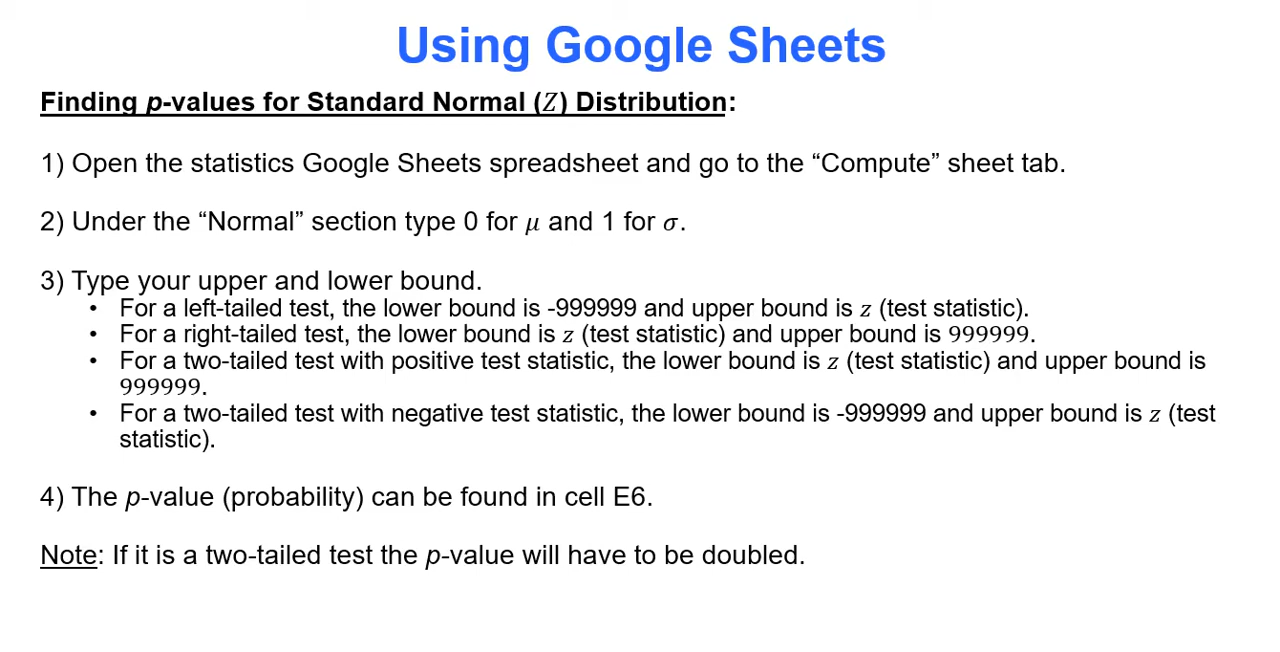 Using Google Sheets
Finding p-values for Standard Normal (Z) Distribution:
1) Open the statistics Google Sheets spreadsheet and go to the “Compute” sheet tab.
2) Under the “Normal” section type 0 for μ and 1 for σ.
3) Type your upper and lower bound.
• For a left-tailed test, the lower bound is -999999 and upper bound is z (test statistic).
• For a right-tailed test, the lower bound is z (test statistic) and upper bound is 999999.
• For a two-tailed test with positive test statistic, the lower bound is z (test statistic) and upper bound is
999999.
• For a two-tailed test with negative test statistic, the lower bound is -999999 and upper bound is z (test
statistic).
4) The p-value (probability) can be found in cell E6.
Note: If it is a two-tailed test the p-value will have to be doubled.